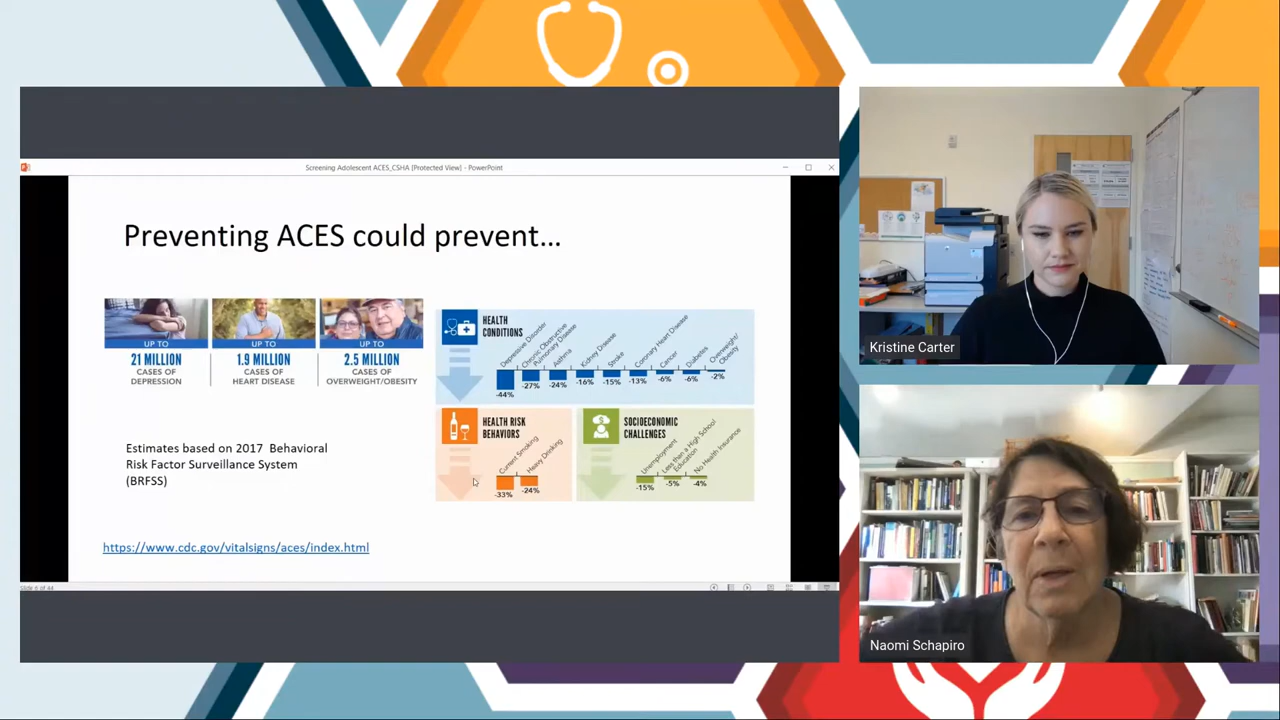 Screening Adolescent ACES_CSHA [Protected View] - PowerPoint
Preventing ACES could prevent...
UP TO
21 MILLION
CASES OF
DEPRESSION
UP TO
1.9 MILLION
CASES OF
HEART DISEASE
UP TO
2.5 MILLION
CASES OF
OVERWEIGHT/OBESITY
HEALTH
CONDITIONS
Depressive Disorder
Chronic Obstructive
Pulmonary Disease
Asthma
Kidney Disease
Stroke
Coronary Heart Disease
Cancer
Diabetes
Overweight/
Obesity
-44%
-27%
-24%
-16%
-15%
-13%
-6%
-6%
-2%
HEALTH RISK
BEHAVIORS
Current Smoking
Heavy Drinking
-33%
-24%
SOCIOECONOMIC
CHALLENGES
Unemployment
Less than a High School
Education
No Health Insurance
-15%
-5%
-4%
Estimates based on 2017 Behavioral
Risk Factor Surveillance System
(BRFSS)
https://www.cdc.gov/vitalsigns/aces/index.html
Kristine Carter
Naomi Schapiro